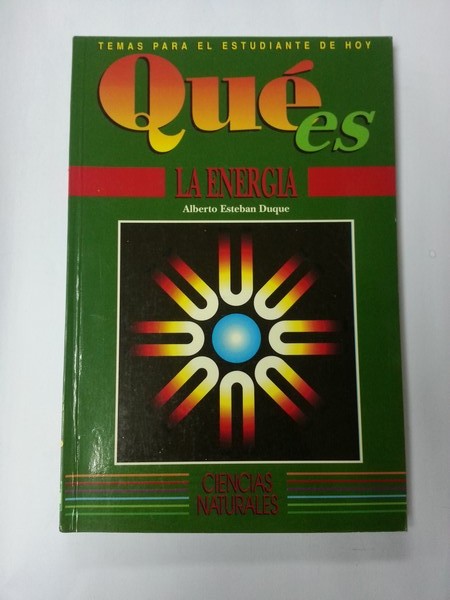 TEMAS PARA EL ESTUDIANTE DE HOY
Qué
es
LA ENERGIA
Alberto Esteban Duque
CIENCIAS
NATURALES